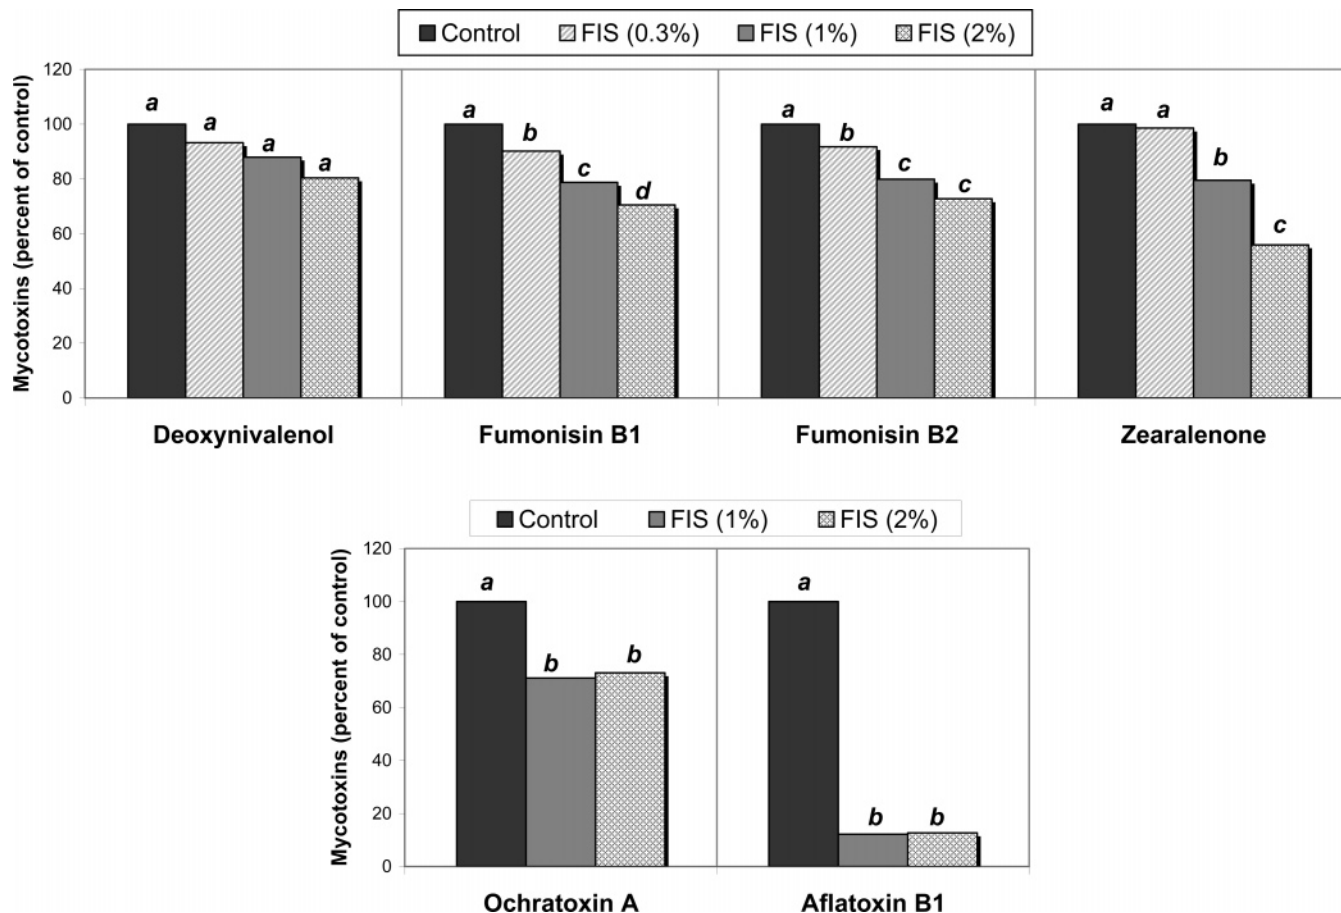 Control FIS (0.3%) FIS (1%) FIS (2%)
Mycotoxins (percent of control)
120
100
80
60
40
20
0
a a a a
a b c d
a b c c
a a b c
Deoxynivalenol Fumonisin B1 Fumonisin B2 Zearalenone
Control FIS (1%) FIS (2%)
Mycotoxins (percent of control)
120
100
80
60
40
20
0
a b b
a b b
Ochratoxin A Aflatoxin B1